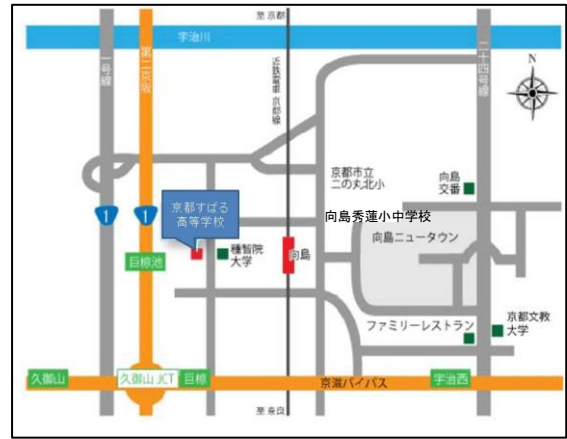 至 京都
宇治川
一号線
第二京阪
近鉄電車 京都線
二十四号線
N
京都市立
二の丸北小
向島
交番
京都すばる
高等学校
向島秀蓮小中学校
1
1
向島ニュータウン
巨椋池
種智院
大学
向島
ファミリーレストラン
京都文教
大学
久御山
久御山 JCT
巨椋
京滋バイパス
宇治西
至 奈良